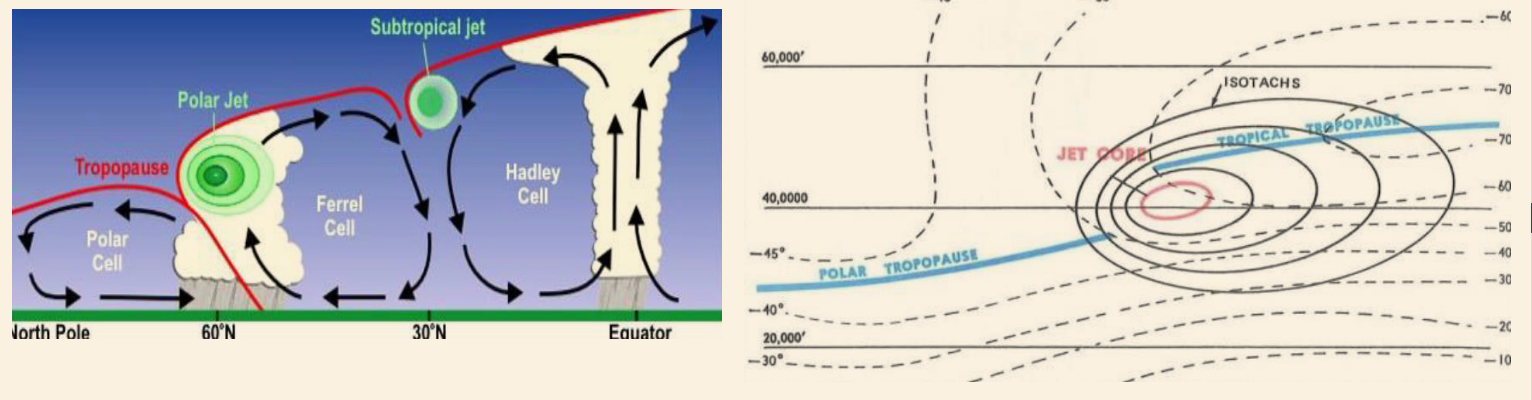 Subtropical jet
Polar Jet
Tropopause
Hadley
Cell
Ferrel
Cell
Polar
Cell
North Pole
60°N
30°N
Equator
60,000'
ISOTACHS
TROPICAL TROPOPAUSE
JET CORE
40,0000
-45°
POLAR TROPOPAUSE
-40°
20,000'
-30°
-60
-70
-70
-60
-50
-40
-30
-20
-10